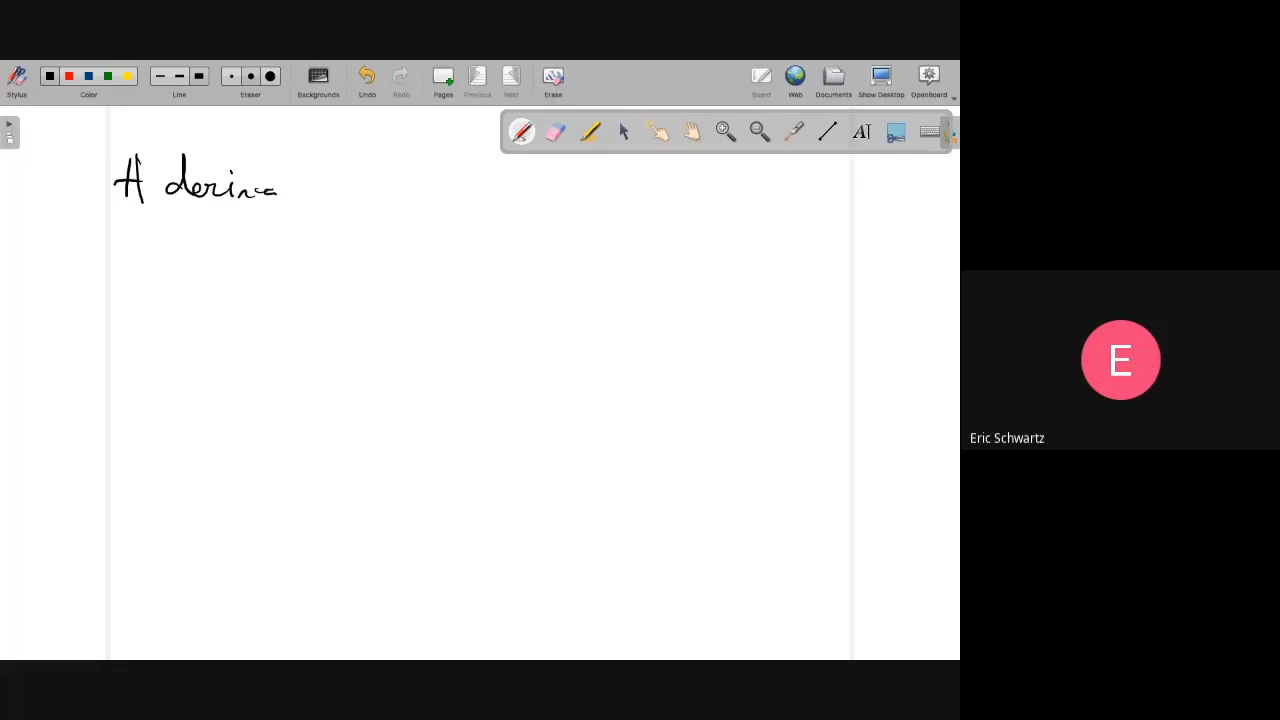 Stylus Color Line Eraser Backgrounds Undo Redo Pages Previous Next Erase Board Web Documents Show Desktop OpenBoard
A
E
Eric Schwartz